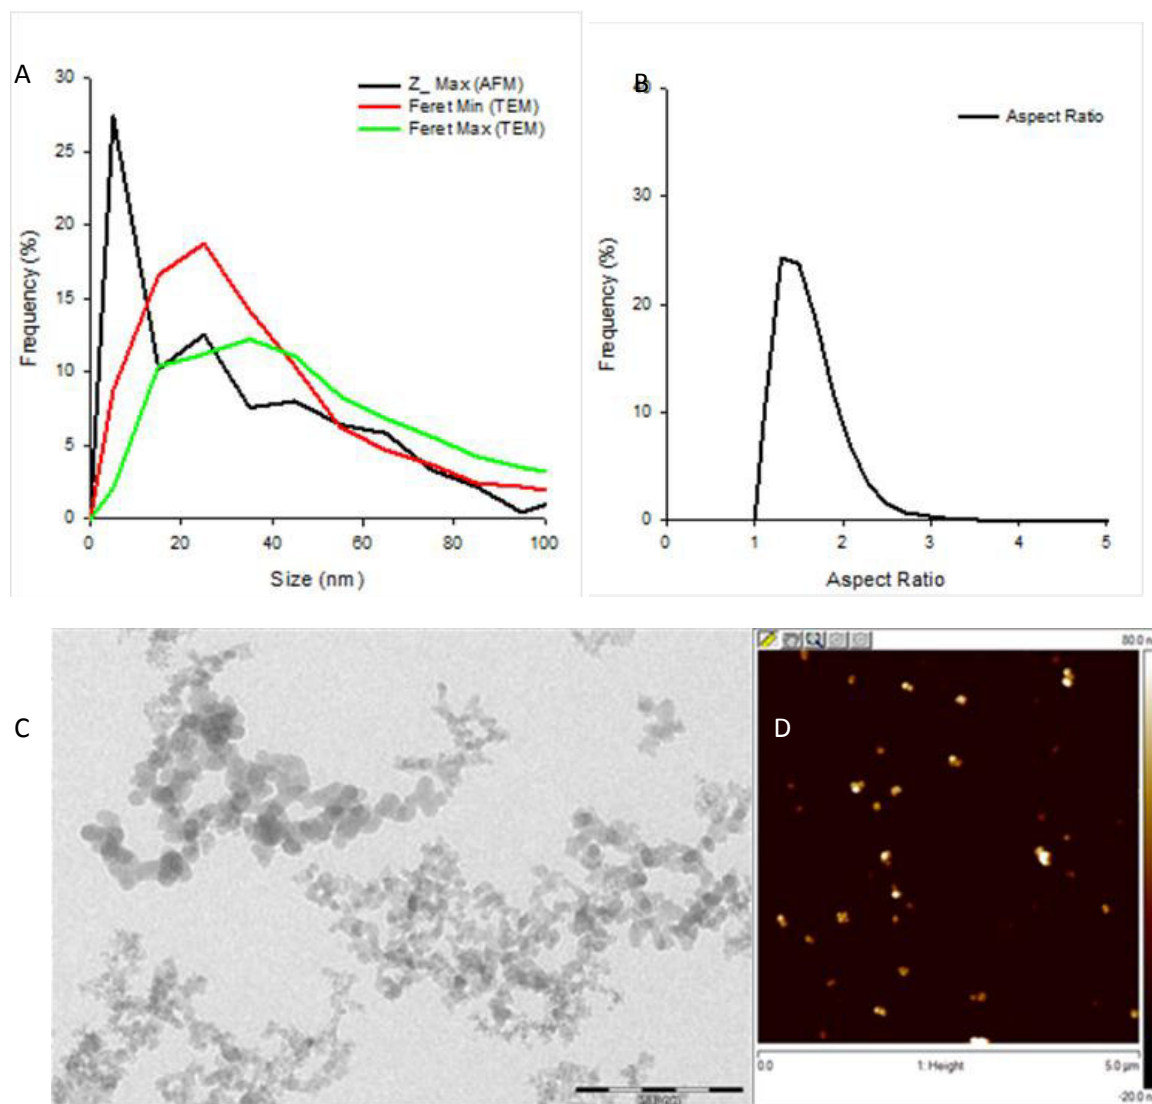 A
30
25
20
15
10
5
0
Frequency (%)
0 20 40 60 80 100
Size (nm)
Z_ Max (AFM)
Feret Min (TEM)
Feret Max (TEM)
B
40
30
20
10
0
Frequency (%)
0 1 2 3 4 5
Aspect Ratio
Aspect Ratio
C
D
80.0 n
0.0 1: Height 5.0 µm
-20.0 n